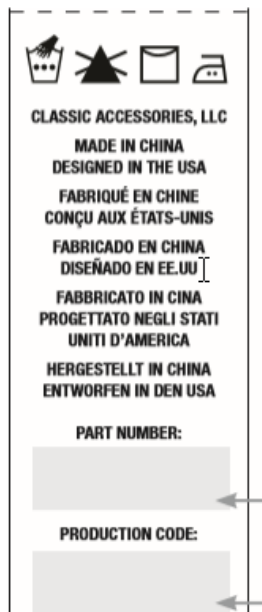 CLASSIC ACCESSORIES, LLC
MADE IN CHINA
DESIGNED IN THE USA
FABRIQUÉ EN CHINE
CONÇU AUX ÉTATS-UNIS
FABRICADO EN CHINA
DISEÑADO EN EE.UU
FABBRICATO IN CINA
PROGETTATO NEGLI STATI
UNITI D'AMERICA
HERGESTELLT IN CHINA
ENTWORFEN IN DEN USA
PART NUMBER:
PRODUCTION CODE: